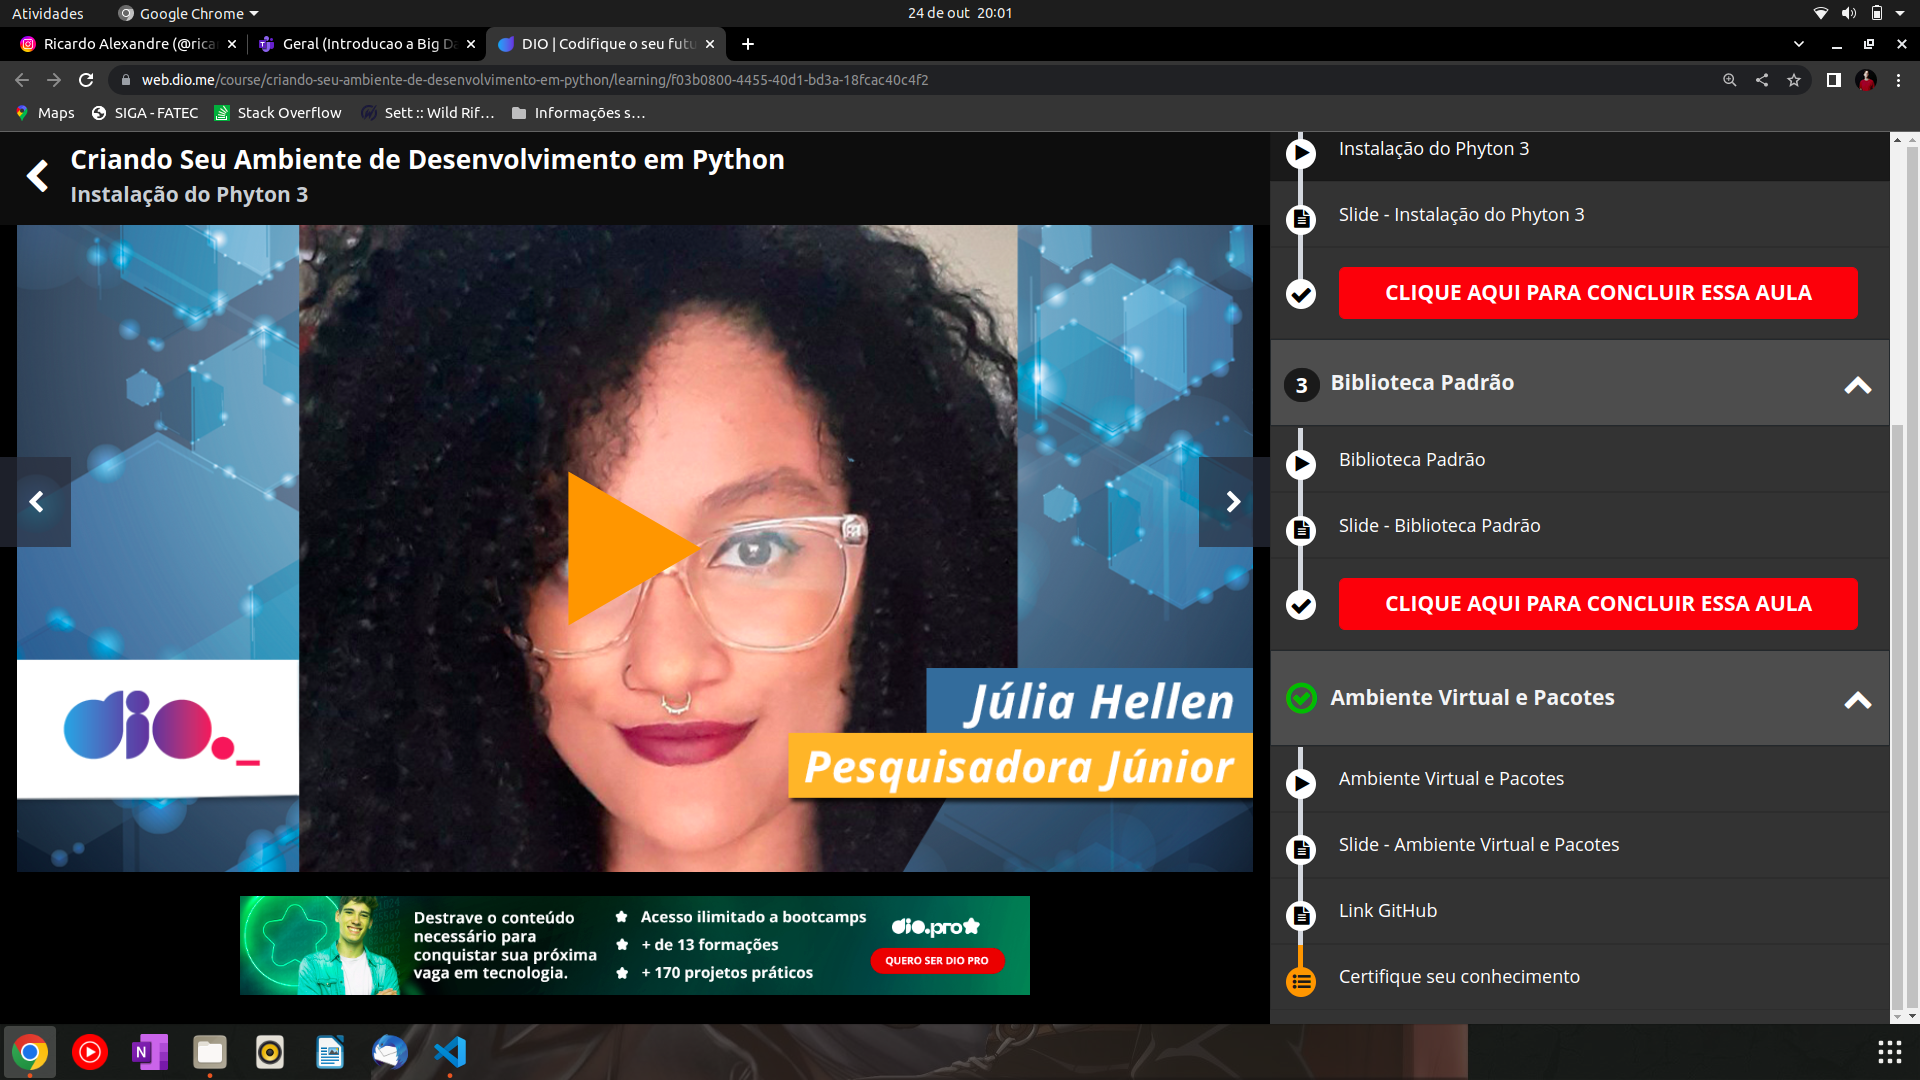 Atividades
Google Chrome
24 de out 20:01
Ricardo Alexandre (@rica
Geral (Introducao a Big Da
DIO | Codifique o seu futu
web.dio.me/course/criando-seu-ambiente-de-desenvolvimento-em-python/learning/f03b0800-4455-40d1-bd3a-18fcac40c4f2
Maps
SIGA - FATEC
Stack Overflow
Sett :: Wild Rif...
Informações s...
Criando Seu Ambiente de Desenvolvimento em Python
Instalação do Phyton 3
dio._
Júlia Hellen
Pesquisadora Júnior
Destrave o conteúdo
necessário para
conquistar sua próxima
vaga em tecnologia.
Acesso ilimitado a bootcamps
+ de 13 formações
+ 170 projetos práticos
dio.pro
QUERO SER DIO PRO
Instalação do Phyton 3
Slide - Instalação do Phyton 3
CLIQUE AQUI PARA CONCLUIR ESSA AULA
3 Biblioteca Padrão
Biblioteca Padrão
Slide - Biblioteca Padrão
CLIQUE AQUI PARA CONCLUIR ESSA AULA
Ambiente Virtual e Pacotes
Ambiente Virtual e Pacotes
Slide - Ambiente Virtual e Pacotes
Link GitHub
Certifique seu conhecimento
N